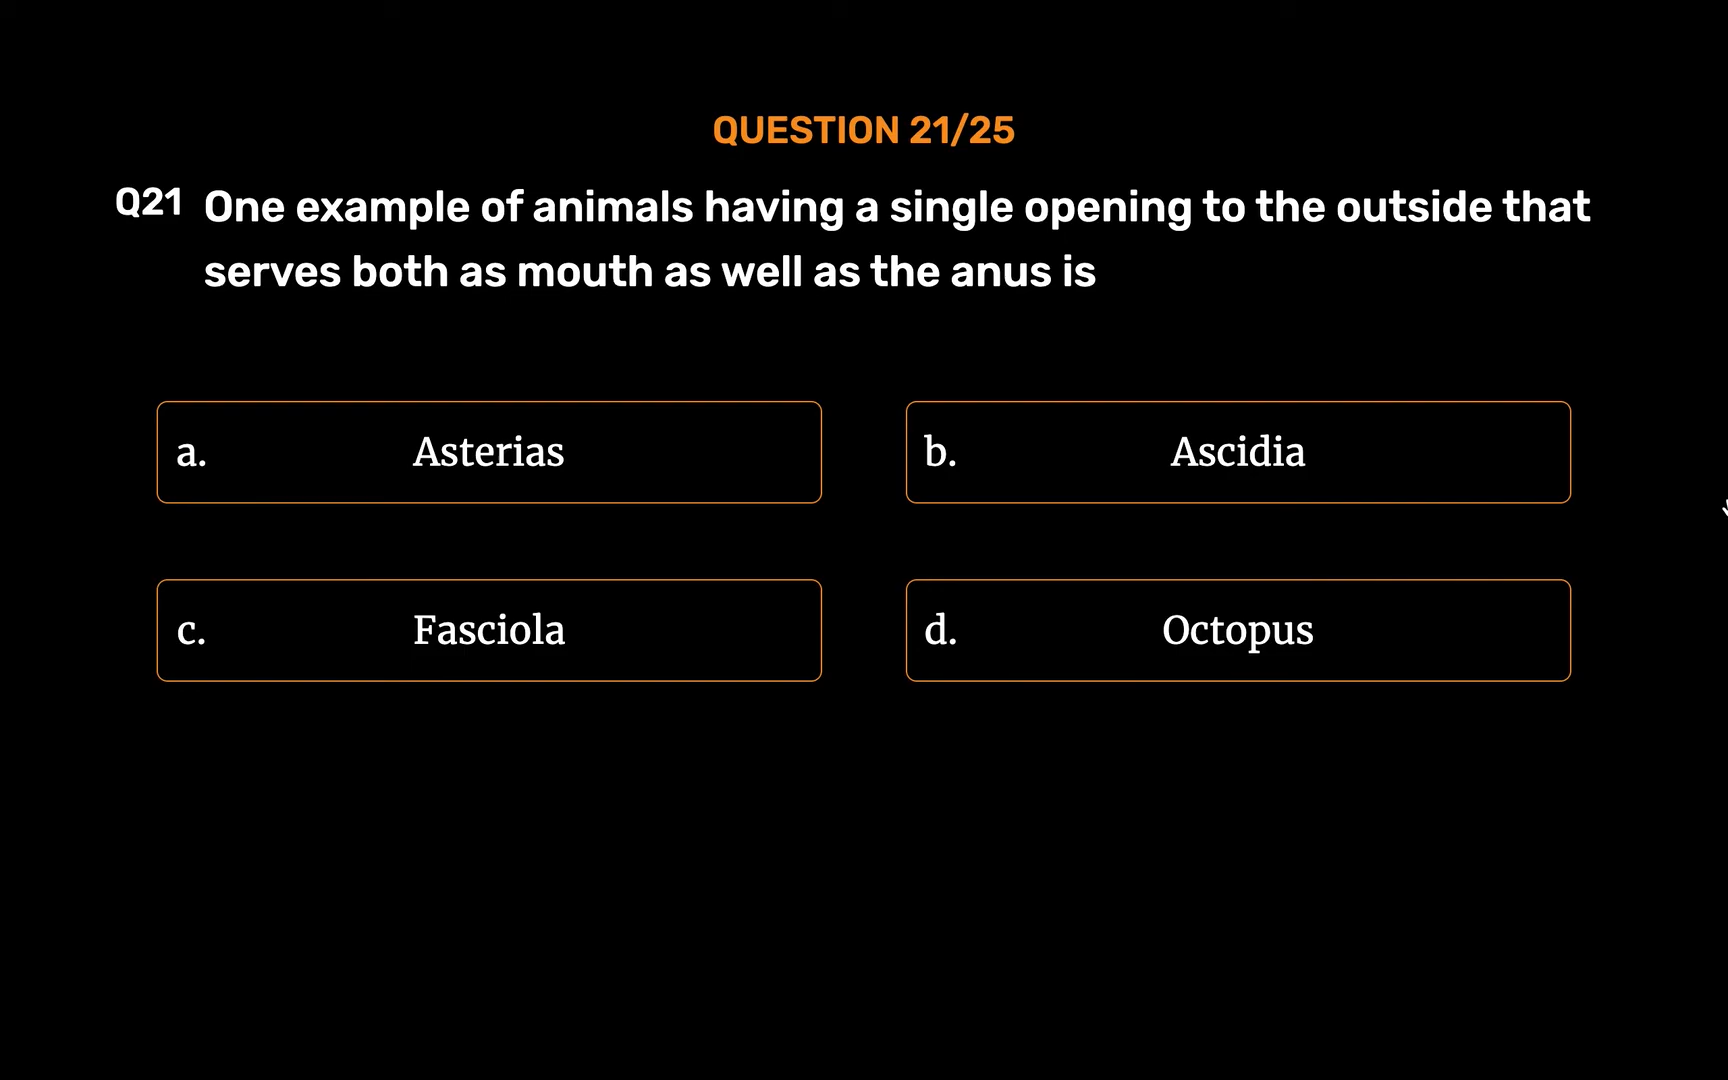 QUESTION 21/25
Q21 One example of animals having a single opening to the outside that
serves both as mouth as well as the anus is
a. Asterias
b. Ascidia
c. Fasciola
d. Octopus